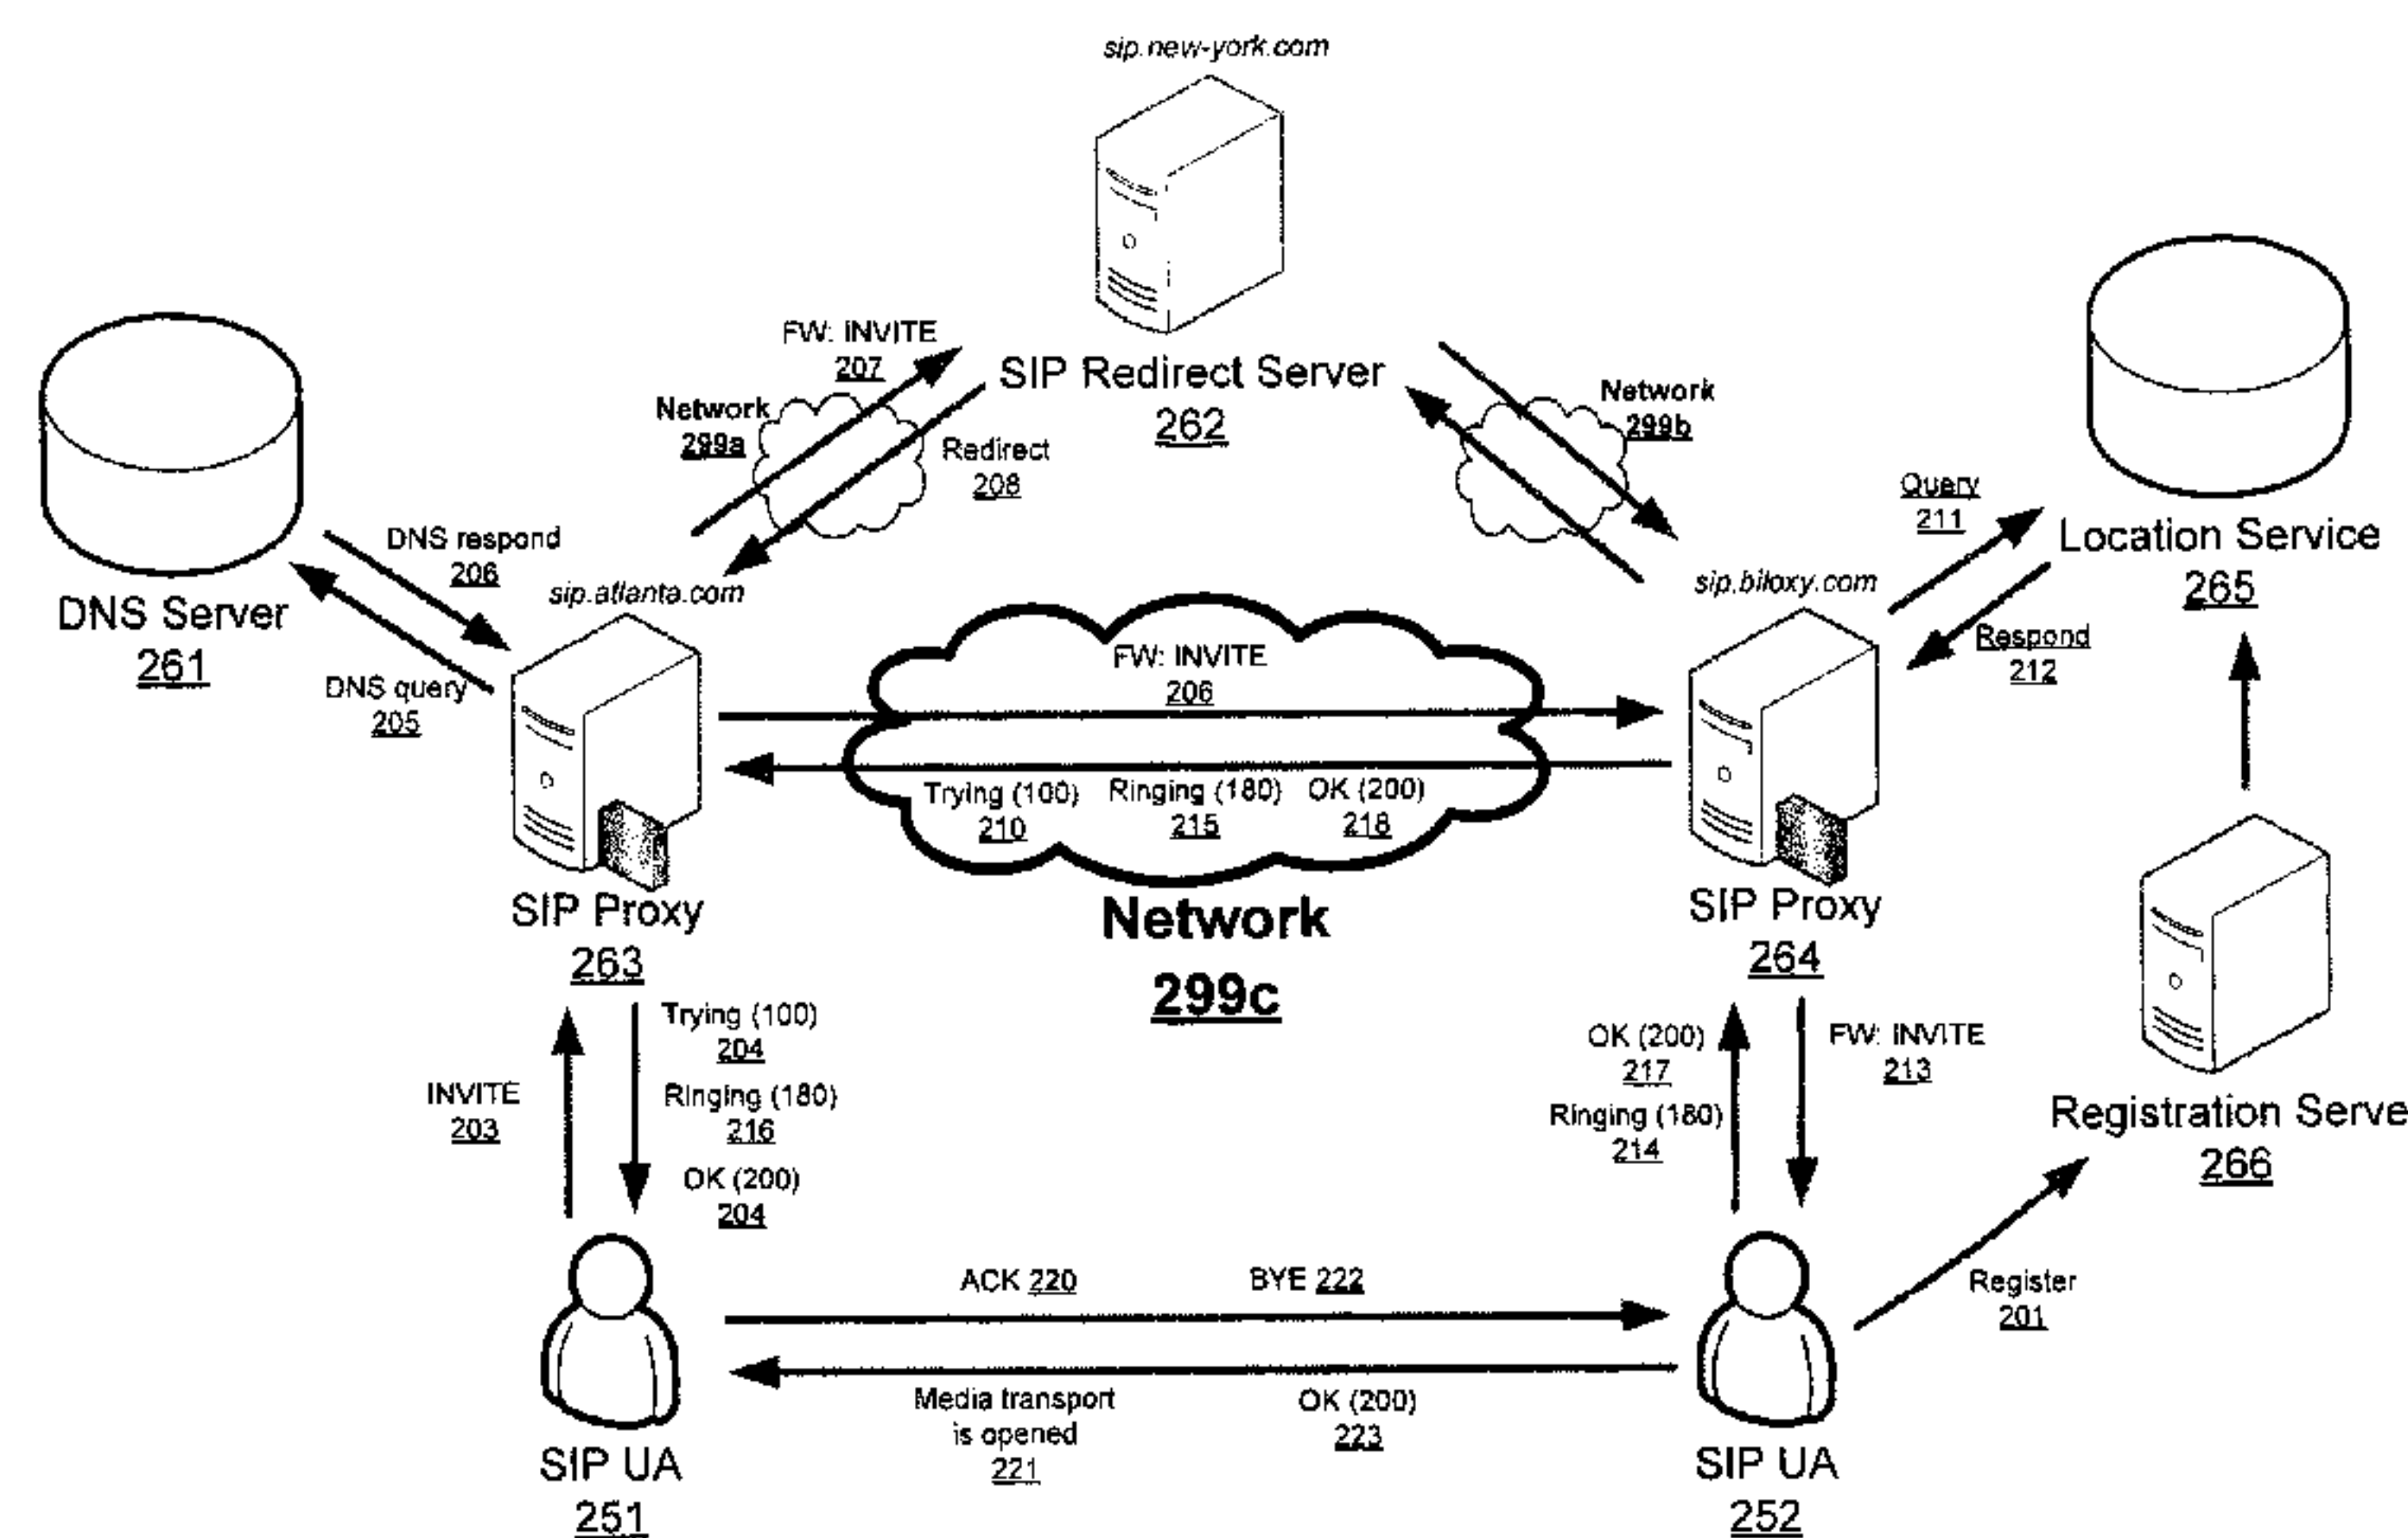 sip.new-york.com
SIP Redirect Server
262
FW: INVITE
207
Network
299a
Redirect
208
Network
299b
Query
211
Location Service
265
Respond
212
DNS respond
206
DNS Server
261
DNS query
205
sip.atlanta.com
sip.biloxy.com
FW: INVITE
206
Trying (100) Ringing (180) OK (200)
210 215 218
Network
299c
SIP Proxy
263
SIP Proxy
264
Trying (100)
204
INVITE
203
Ringing (180)
216
OK (200)
204
OK (200)
217
Ringing (180)
214
FW: INVITE
213
Registration Serve
266
Register
201
ACK 220 BYE 222
Media transport
is opened
221
OK (200)
223
SIP UA
251
SIP UA
252